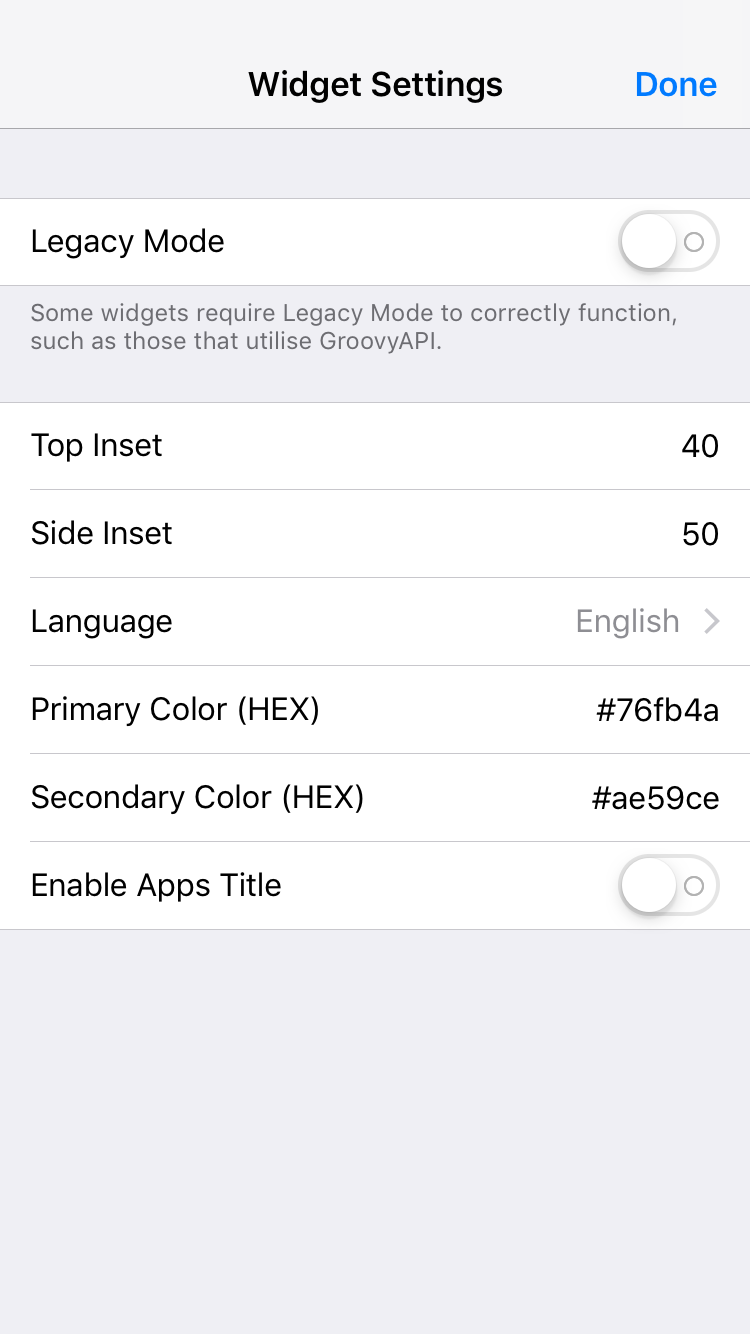 Widget Settings Done
Legacy Mode
Some widgets require Legacy Mode to correctly function,
such as those that utilise GroovyAPI.
Top Inset 40
Side Inset 50
Language English
Primary Color (HEX) #76fb4a
Secondary Color (HEX) #ae59ce
Enable Apps Title